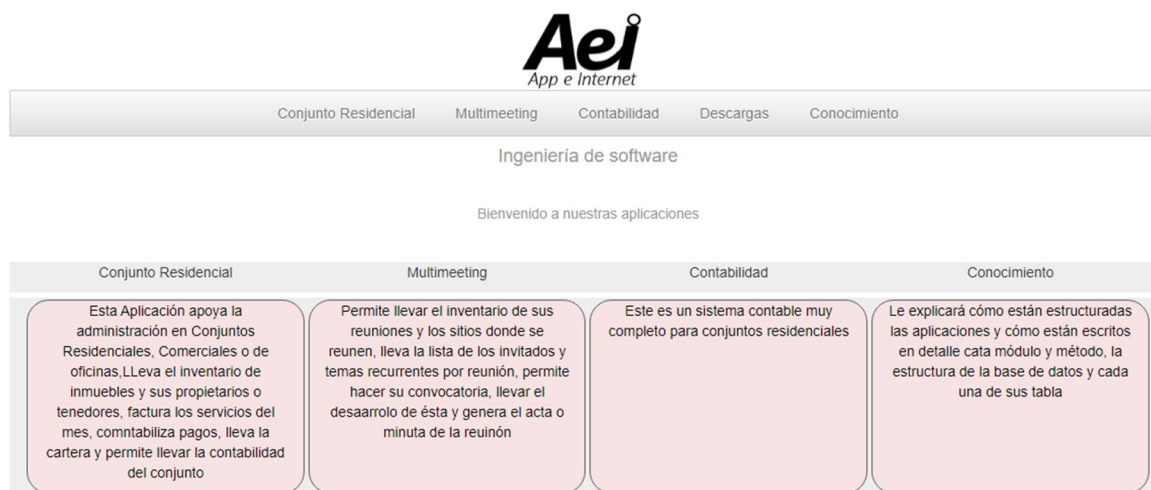 Aei
App e Internet
Conjunto Residencial Multimeeting Contabilidad Descargas Conocimiento
Ingeniería de software
Bienvenido a nuestras aplicaciones
Conjunto Residencial
Esta Aplicación apoya la
administración en Conjuntos
Residenciales, Comerciales o de
oficinas,LLeva el inventario de
inmuebles y sus propietarios o
tenedores, factura los servicios del
mes, comntabiliza pagos, lleva la
cartera y permite llevar la contabilidad
del conjunto
Multimeeting
Permite llevar el inventario de sus
reuniones y los sitios donde se
reunen, lleva la lista de los invitados y
temas recurrentes por reunión, permite
hacer su convocatoria, llevar el
desaarrolo de ésta y genera el acta o
minuta de la reuinón
Contabilidad
Este es un sistema contable muy
completo para conjuntos residenciales
Conocimiento
Le explicará cómo están estructuradas
las aplicaciones y cómo están escritos
en detalle cata módulo y método, la
estructura de la base de datos y cada
una de sus tabla